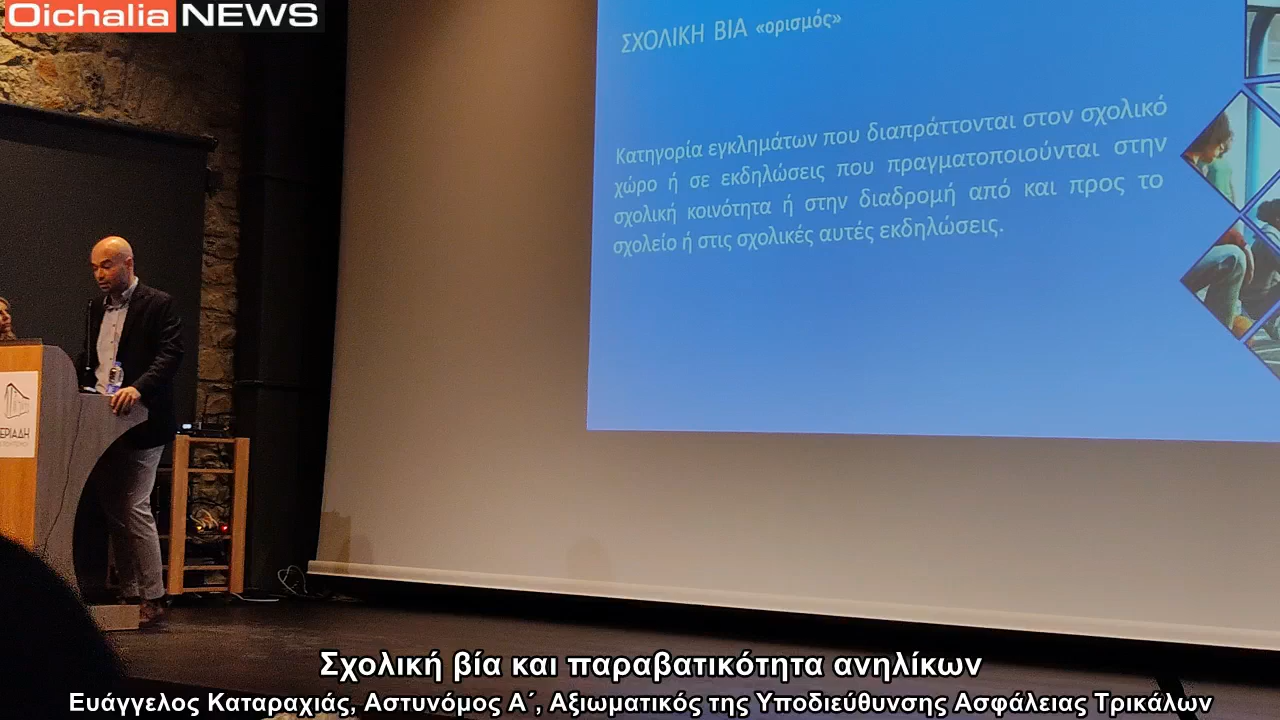 Oichalia NEWS
ΣΧΟΛΙΚΗ ΒΙΑ «ορισμός»
Κατηγορία εγκλημάτων που διαπράττονται στον σχολικό
χώρο ή σε εκδηλώσεις που πραγματοποιούνται στην
σχολική κοινότητα ή στην διαδρομή από και προς το
σχολείο ή στις σχολικές αυτές εκδηλώσεις.
ΕΡΙΑΔΗ
Σχολική βία και παραβατικότητα ανηλίκων
Ευάγγελος Καταραχιάς, Αστυνόμος Α΄, Αξιωματικός της Υποδιεύθυνσης Ασφάλειας Τρικάλων